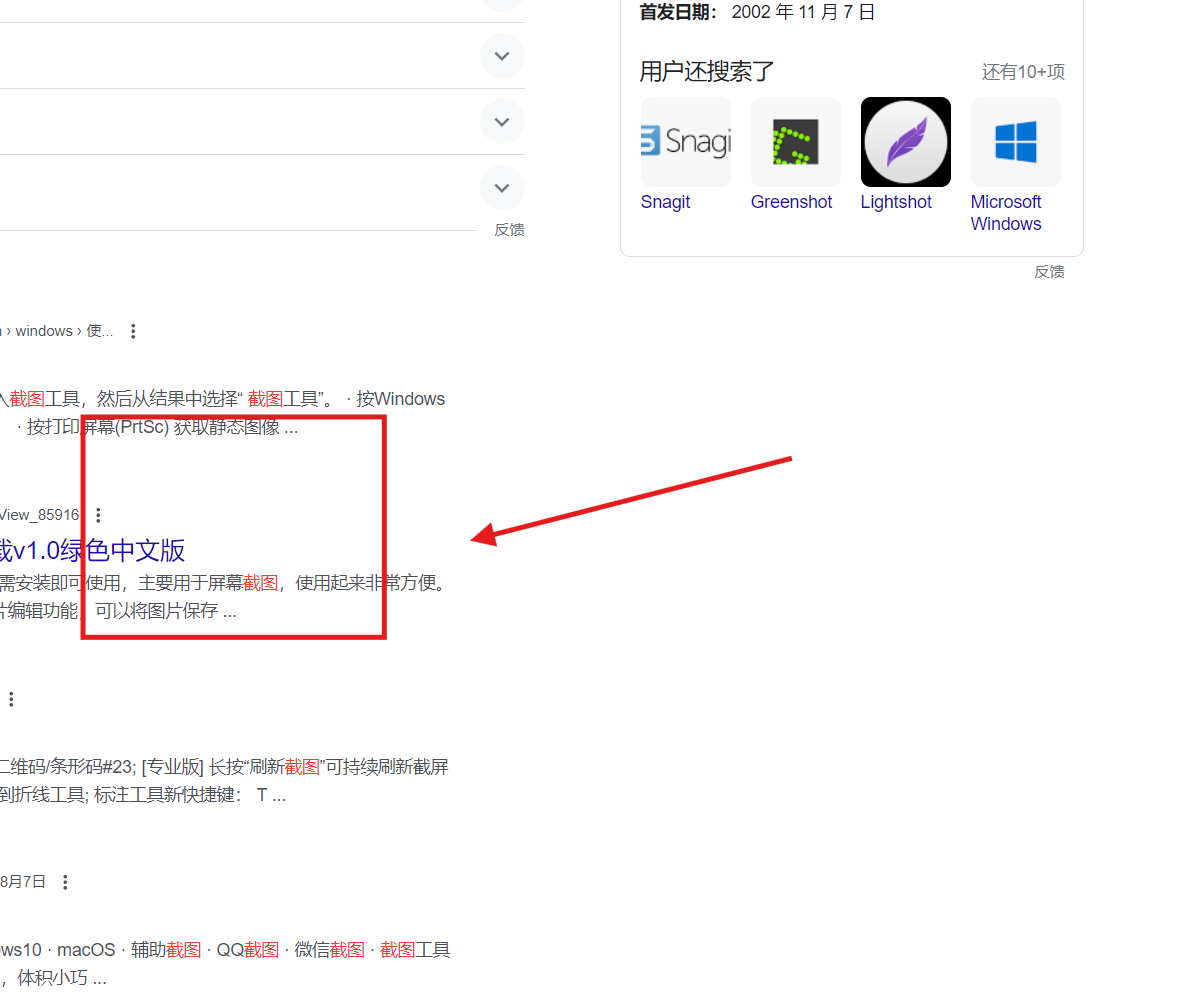 首发日期： 2002 年 11 月 7 日
用户还搜索了
还有10+项
Snagi
Snagit
Greenshot
Lightshot
Microsoft
Windows
反馈
反馈
› windows › 使...
入截图工具，然后从结果中选择“ 截图工具”。 · 按Windows
· 按打印屏幕(PrtSc) 获取静态图像 ...
View_85916
载v1.0绿色中文版
需安装即可使用，主要用于屏幕截图，使用起来非常方便。
片编辑功能，可以将图片保存 ...
二维码/条形码#23; [专业版] 长按“刷新截图”可持续刷新截屏
到折线工具; 标注工具新快捷键： T ...
8月7日
ows10 · macOS · 辅助截图 · QQ截图 · 微信截图 · 截图工具
，体积小巧 ...